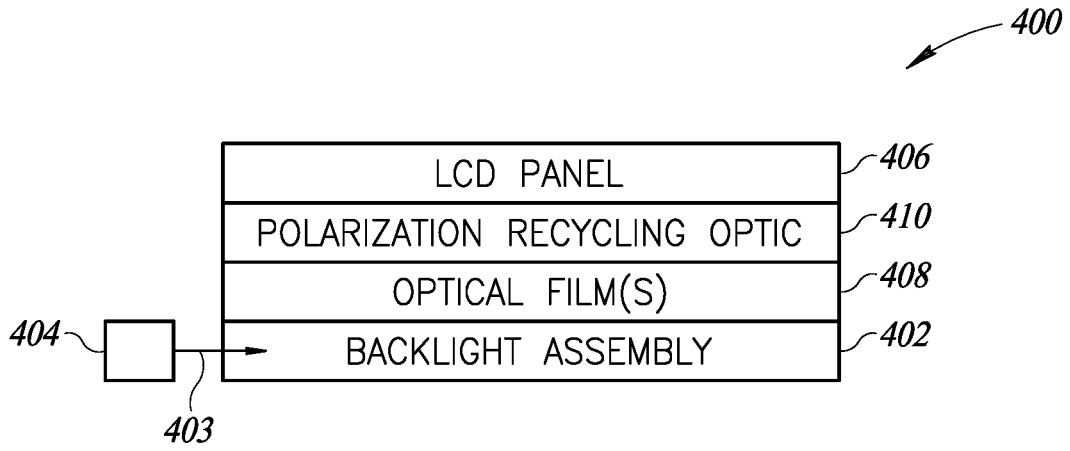 400
LCD PANEL
406
POLARIZATION RECYCLING OPTIC
410
OPTICAL FILM(S)
408
404
BACKLIGHT ASSEMBLY
402
403